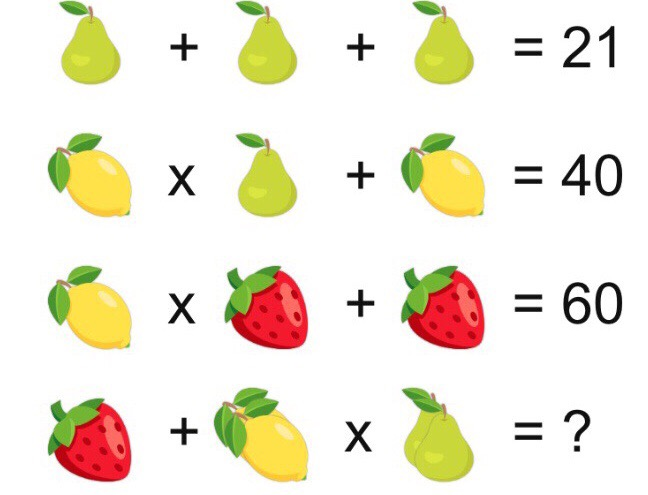 + + = 21
x + = 40
x + = 60
+ x = ?